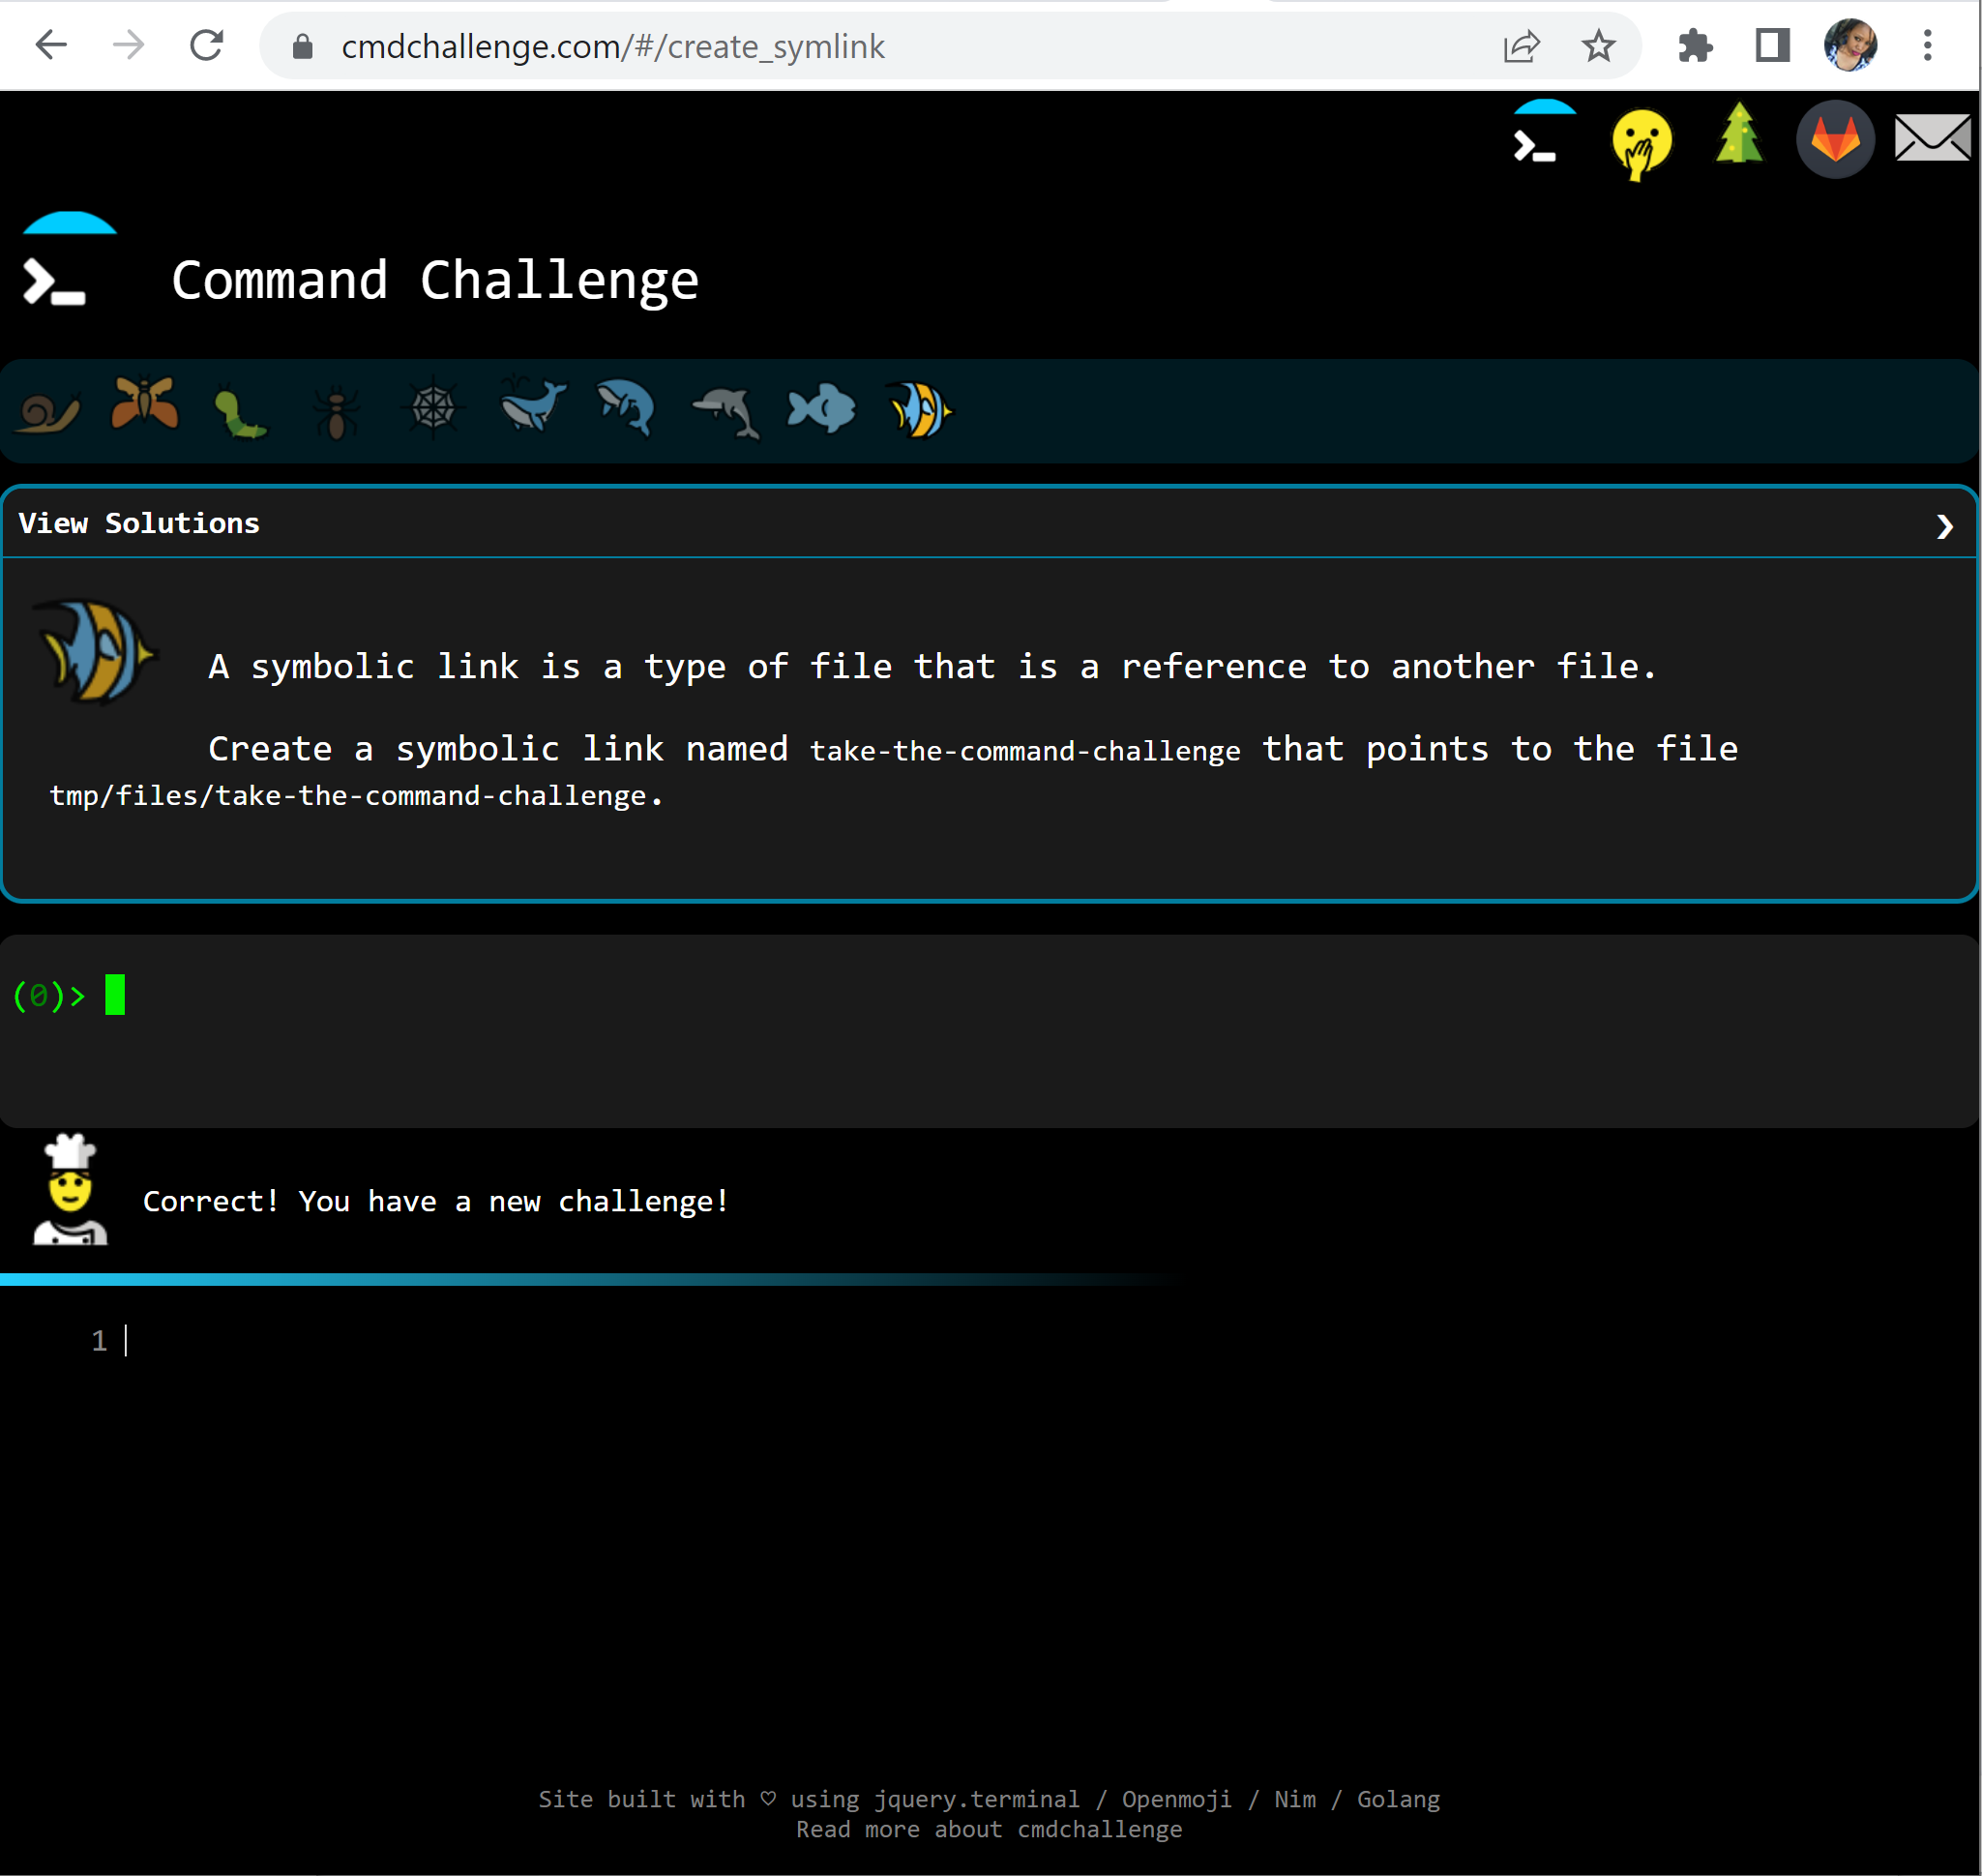 cmdchallenge.com/#/create_symlink
Command Challenge
View Solutions
A symbolic link is a type of file that is a reference to another file.
Create a symbolic link named take-the-command-challenge that points to the file
tmp/files/take-the-command-challenge.
(0)>
Correct! You have a new challenge!
1
Site built with ♡ using jquery.terminal / Openmoji / Nim / Golang
Read more about cmdchallenge